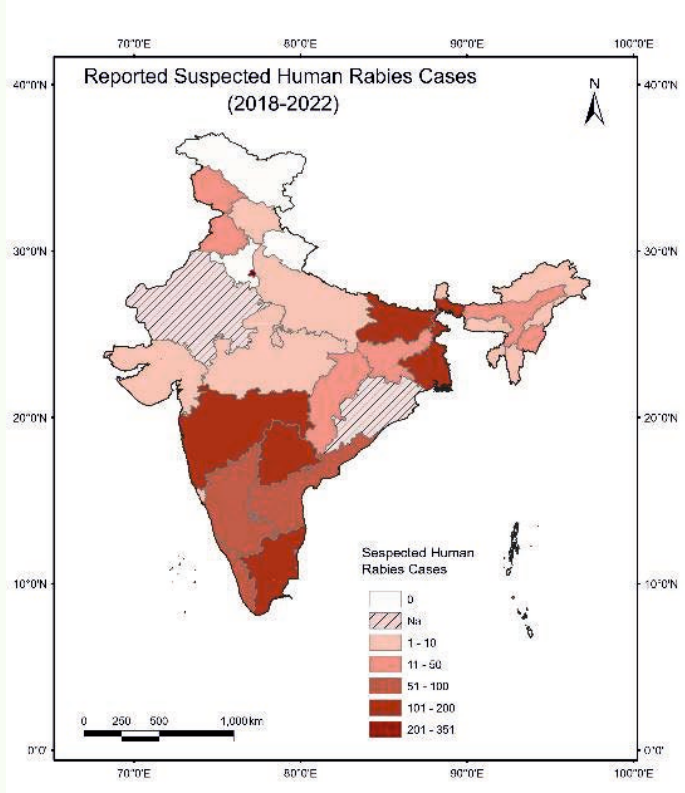 70°0'E 80°0'E 90°0'E 100°0'E
Reported Suspected Human Rabies Cases
(2018-2022)
N
40°0'N 40°0'N
30°0'N 30°0'N
20°0'N 20°0'N
10°0'N 10°0'N
0°0' 0°0'
Sespected Human
Rabies Cases
0
Na
1 - 10
11 - 50
51 - 100
101 - 200
201 - 351
0 250 500 1,000 km
70°0'E 80°0'E 90°0'E 100°0'E